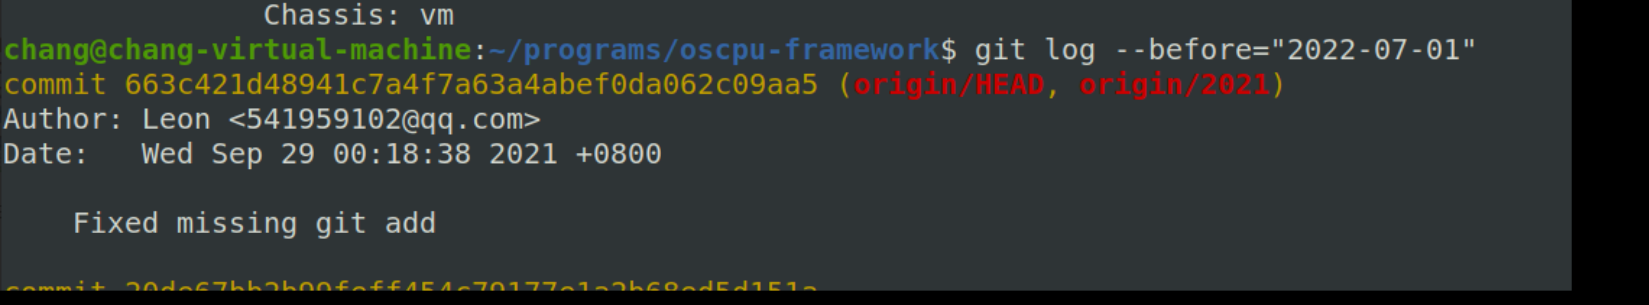 Chassis: vm
chang@chang-virtual-machine:~/programs/oscpu-framework$ git log --before="2022-07-01"
commit 663c421d48941c7a4f7a63a4abef0da062c09aa5 (origin/HEAD, origin/2021)
Author: Leon <541959102@qq.com>
Date:   Wed Sep 29 00:18:38 2021 +0800
Fixed missing git add
commit